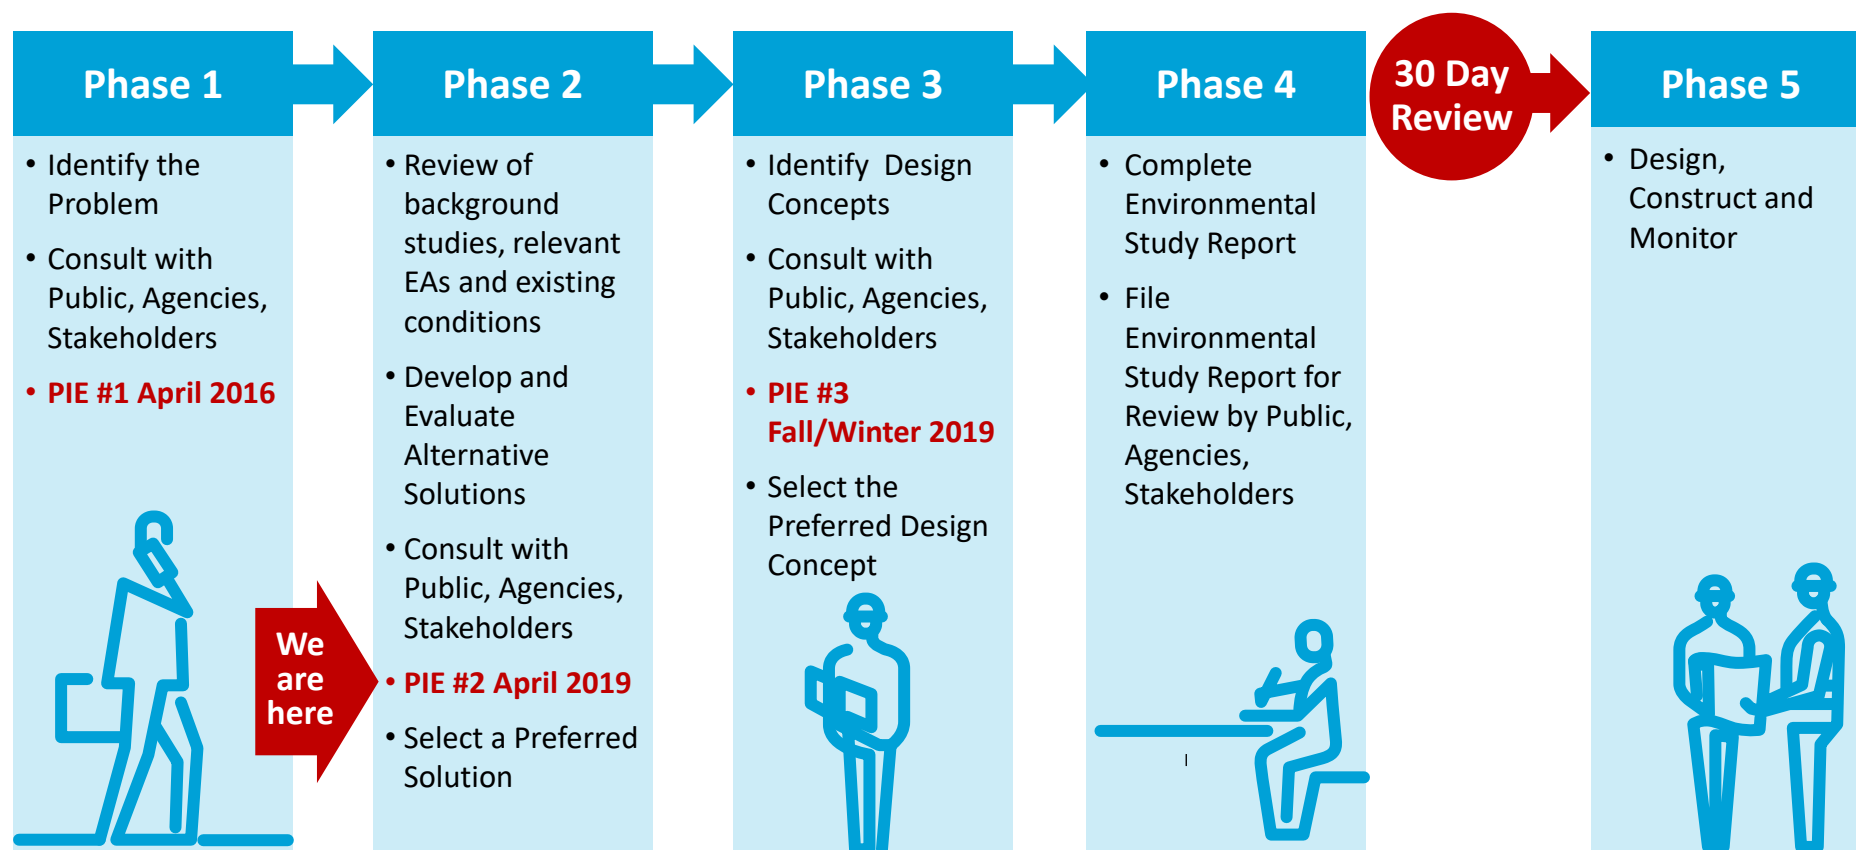 Phase 1
• Identify the
Problem
• Consult with
Public, Agencies,
Stakeholders
• PIE #1 April 2016
We
are
here
Phase 2
• Review of
background
studies, relevant
EAs and existing
conditions
• Develop and
Evaluate
Alternative
Solutions
• Consult with
Public, Agencies,
Stakeholders
• PIE #2 April 2019
• Select a Preferred
Solution
Phase 3
• Identify Design
Concepts
• Consult with
Public, Agencies,
Stakeholders
• PIE #3
Fall/Winter 2019
• Select the
Preferred Design
Concept
Phase 4
• Complete
Environmental
Study Report
• File
Environmental
Study Report for
Review by Public,
Agencies,
Stakeholders
30 Day
Review
Phase 5
• Design,
Construct and
Monitor